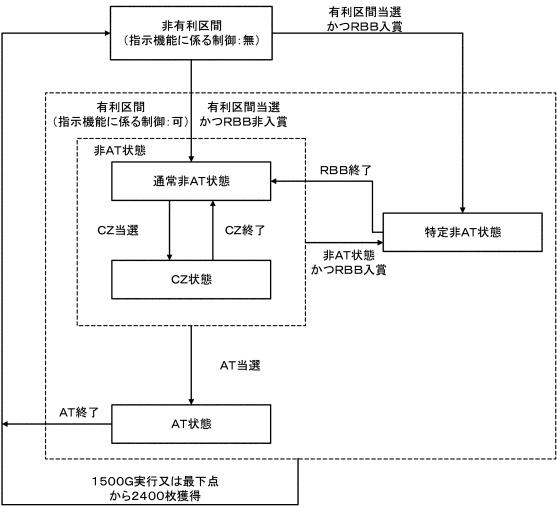 非有利区間
(指示機能に係る制御:無)
有利区間当選
かつRBB入賞
有利区間
(指示機能に係る制御:可)
有利区間当選
かつRBB非入賞
非AT状態
通常非AT状態
RBB終了
CZ当選
CZ終了
特定非AT状態
非AT状態
かつRBB入賞
CZ状態
AT当選
AT終了
AT状態
1500G実行又は最下点
から2400枚獲得